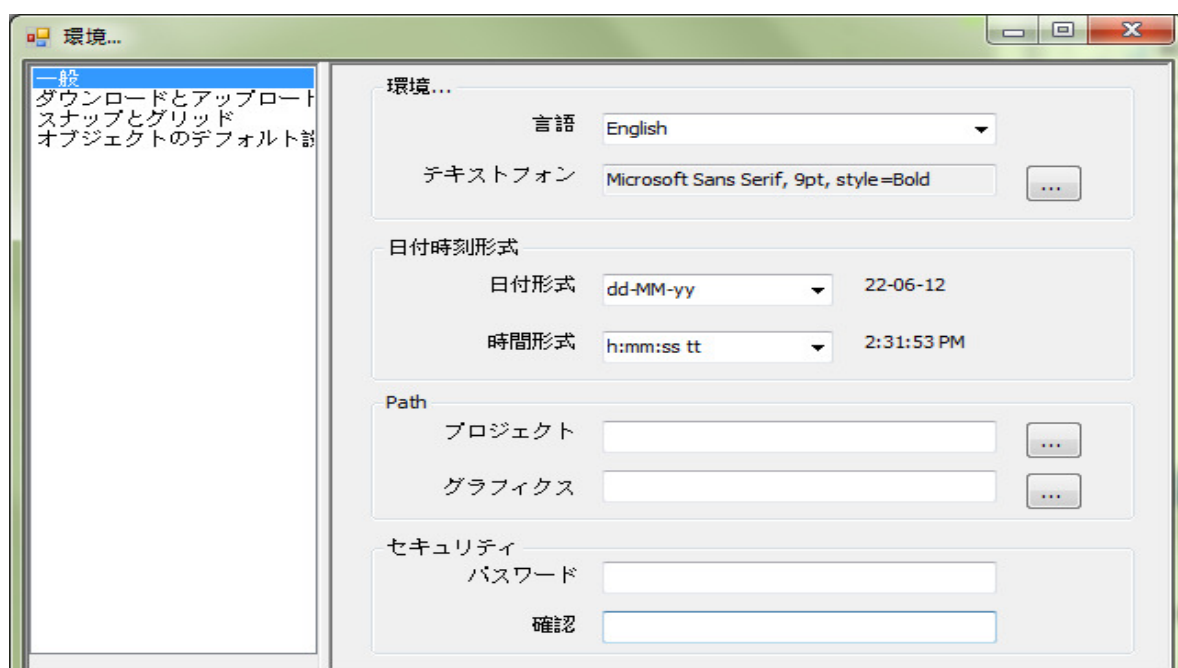 環境...
一般
ダウンロードとアップロート
スナップとグリッド
オブジェクトのデフォルト設
環境...
言語 English
テキストフォン Microsoft Sans Serif, 9pt, style=Bold ...
日付時刻形式
日付形式 dd-MM-yy 22-06-12
時間形式 h:mm:ss tt 2:31:53 PM
Path
プロジェクト ...
グラフィクス ...
セキュリティ
パスワード
確認